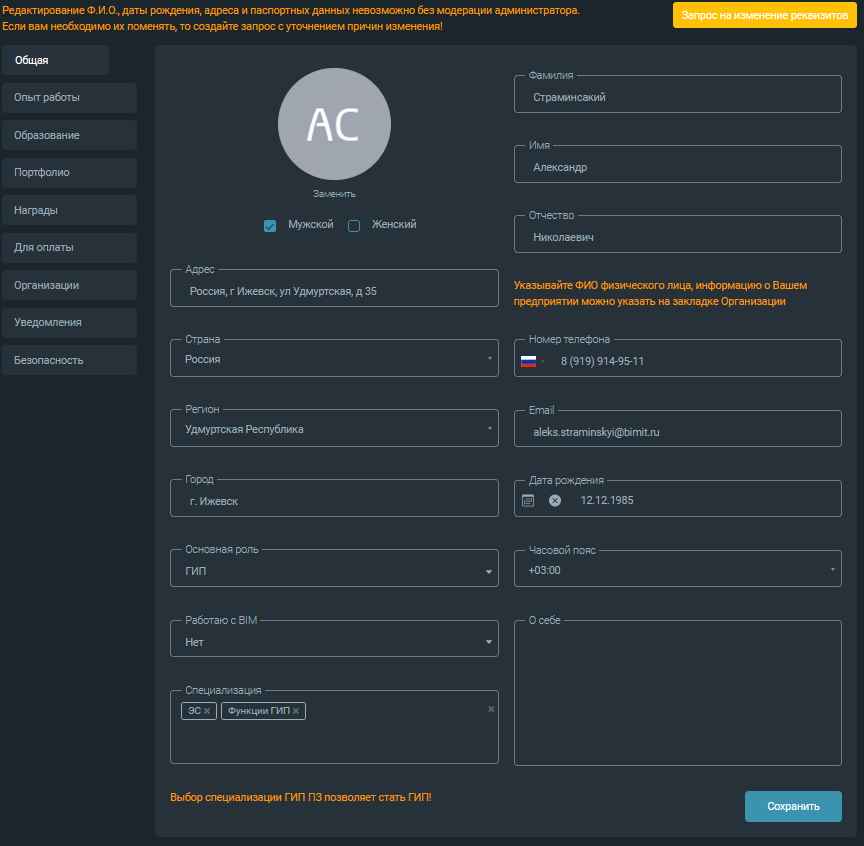 Редактирование Ф.И.О., даты рождения, адреса и паспортных данных невозможно без модерации администратора.
Если вам необходимо их поменять, то создайте запрос с уточнением причин изменения!
Запрос на изменение реквизитов
Общая
Опыт работы
Образование
Портфолио
Награды
Для оплаты
Организации
Уведомления
Безопасность
АС
Заменить
Мужской
Женский
Фамилия
Страминсакий
Имя
Александр
Отчество
Николаевич
Адрес
Россия, г Ижевск, ул Удмуртская, д 35
Указывайте ФИО физического лица, информацию о Вашем
предприятии можно указать на закладке Организации
Страна
Россия
Номер телефона
8 (919) 914-95-11
Регион
Удмуртская Республика
Email
aleks.straminskyi@bimit.ru
Город
г. Ижевск
Дата рождения
12.12.1985
Основная роль
ГИП
Часовой пояс
+03:00
Работаю с BIM
Нет
О себе
Специализация
ЭС
Функции ГИП
Выбор специализации ГИП ПЗ позволяет стать ГИП!
Сохранить